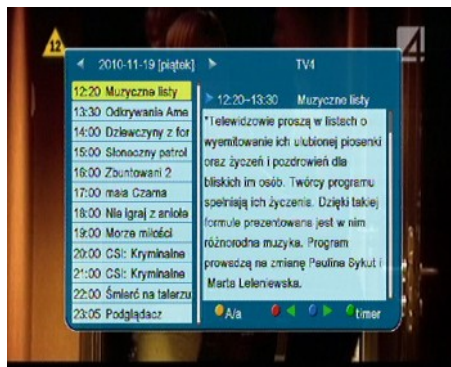 12
4
2010-11-19 [piątek]
TV4
12:20 Muzyczne listy
13:30 Odkrywanie Ame
14:00 Dziewczyny z for
15:00 Słoneczny patrol
16:00 Zbuntowani 2
17:00 mała Czarna
18:00 Nie igraj z anioła
19:00 Morze miłości
20:00 CSI: Kryminalne
21:00 CSI: Kryminalne
22:00 Śmierć na talerzu
23:05 Podglądacz
12:20-13:30 Muzyczne listy
"Telewidzowie proszą w listach o
wyemitowanie ich ulubionej piosenki
oraz życzeń i pozdrowień dla
bliskich im osób. Twórcy programu
spełniają ich życzenia. Dzięki takiej
formule prezentowana jest w nim
różnorodna muzyka. Program
prowadzą na zmianę Paulina Sykut i
Marta Leleniewska.
A/a
timer